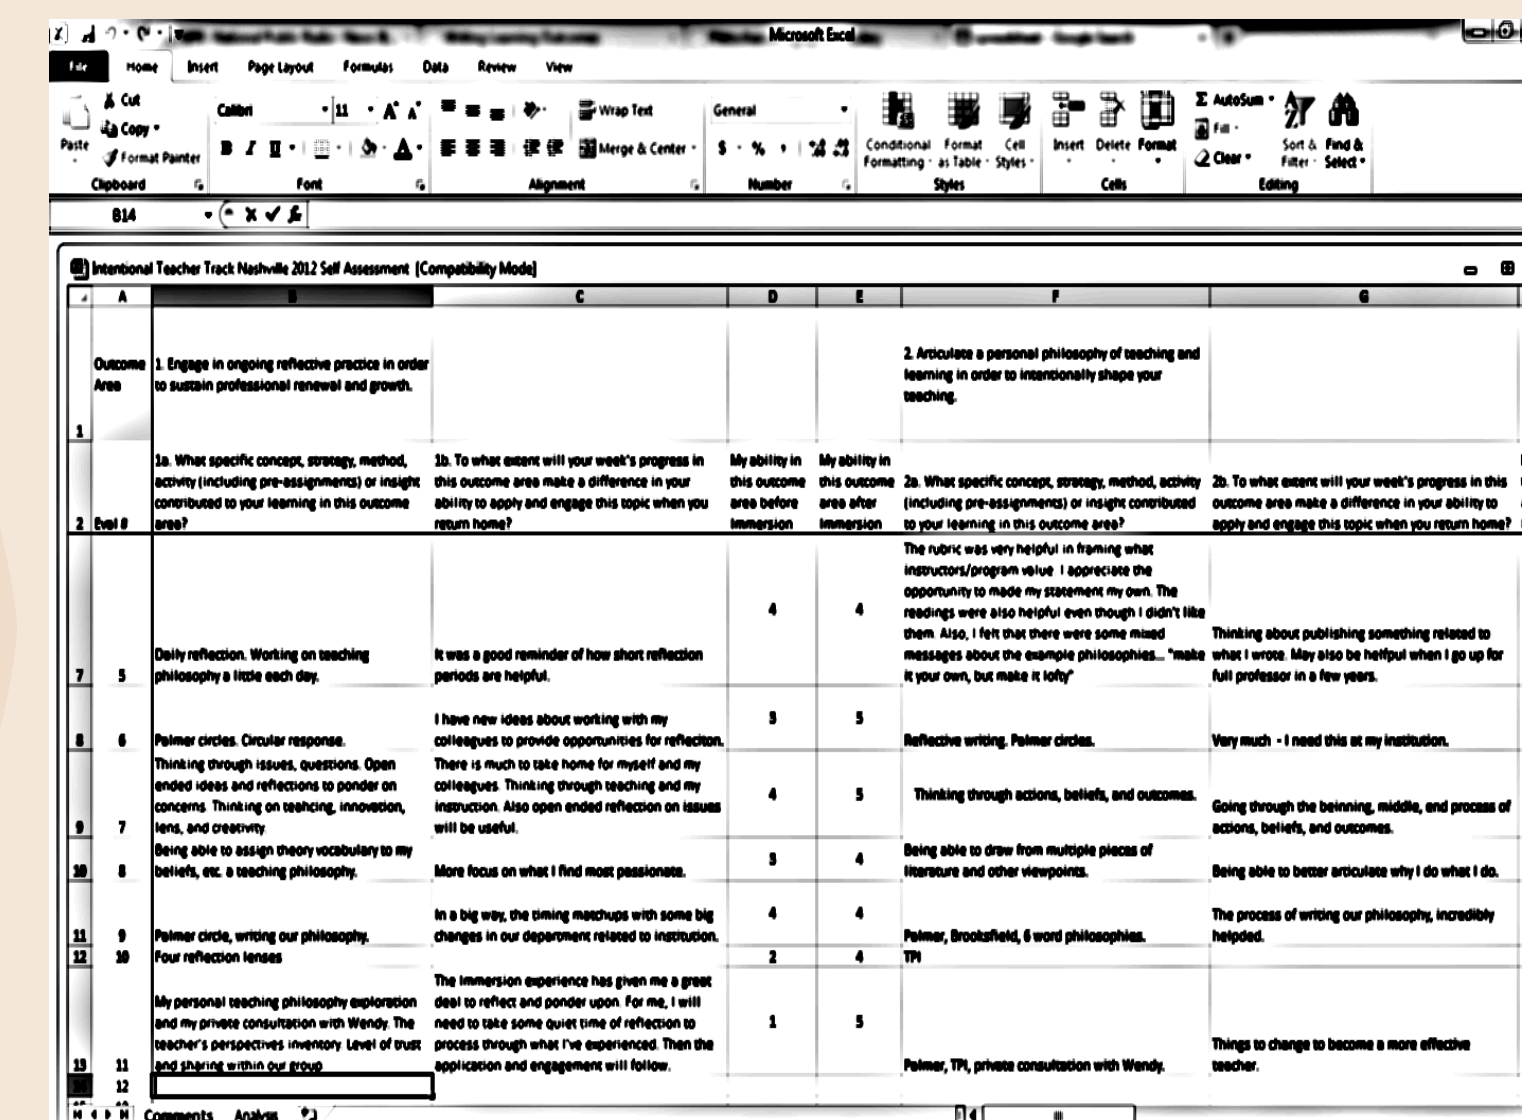 Microsoft Excel
File Home Insert Page Layout Formulas Data Review View
Cut
Copy
Format Painter
Paste
Clipboard
Calibri 11
B I U
Font
Wrap Text
Merge & Center
Alignment
General
$ % ,
Number
Conditional Formatting
Format as Table
Cell Styles
Styles
Insert Delete Format
Cells
AutoSum
Fill
Clear
Sort & Filter
Find & Select
Editing
B14
Intentional Teacher Track Nashville 2012 Self Assessment [Compatibility Mode]
A B C D E F G
1
Outcome
Area
1. Engage in ongoing reflective practice in order
to sustain professional renewal and growth.
2. Articulate a personal philosophy of teaching and
learning in order to intentionally shape your
teaching.
2 Eval #
1a. What specific concept, strategy, method,
activity (including pre-assignments) or insight
contributed to your learning in this outcome
area?
1b. To what extent will your week's progress in
this outcome area make a difference in your
ability to apply and engage this topic when you
return home?
My ability in
this outcome
area before
Immersion
My ability in
this outcome
area after
Immersion
2a. What specific concept, strategy, method, activity
(including pre-assignments) or insight contributed
to your learning in this outcome area?
2b. To what extent will your week's progress in this
outcome area make a difference in your ability to
apply and engage this topic when you return home?
7 5
Daily reflection. Working on teaching
philosophy a little each day.
It was a good reminder of how short reflection
periods are helpful.
4 4
The rubric was very helpful in framing what
instructors/program value I appreciate the
opportunity to made my statement my own. The
readings were also helpful even though I didn't like
them. Also, I felt that there were some mixed
messages about the example philosophies... "make
it your own, but make it lofty"
Thinking about publishing something related to
what I wrote. May also be helfpul when I go up for
full professor in a few years.
8 6
Palmer circles. Circular response.
I have new ideas about working with my
colleagues to provide opportunities for refleciton.
3 5
Reflective writing. Palmer circles.
Very much - I need this at my institution.
9 7
Thinking through issues, questions. Open
ended ideas and reflections to ponder on
concerns. Thinking on teahcing, innovation,
lens, and creativity
There is much to take home for myself and my
colleagues. Thinking through teaching and my
instruction. Also open ended reflection on issues
will be useful.
4 5
Thinking through actions, beliefs, and outcomes.
Going through the beinning, middle, end process of
actions, beliefs, and outcomes.
10 8
Being able to assign theory vocabulary to my
beliefs, etc. a teaching philosophy.
More focus on what I find most passionate.
3 4
Being able to draw from multiple pieces of
literature and other viewpoints.
Being able to better articulate why I do what I do.
11 9
Palmer circle, writing our philosophy.
In a big way, the timing matchups with some big
changes in our department related to institution.
4 4
Palmer, Brooksfield, 6 word philosophies.
The process of writing our philosophy, incredibly
helpded.
12 10
Four reflection lenses
2 4
TPI
13 11
My personal teaching philosophy exploration
and my private consultation with Wendy. The
teacher's perspectives inventory Level of trust
and sharing within our group
The Immersion experience has given me a great
deal to reflect and ponder upon. For me, I will
need to take some quiet time of reflection to
process through what I've experienced. Then the
application and engagement will follow.
1 5
Palmer, TPI, private consultation with Wendy.
Things to change to become a more effective
teacher.
12
Comments Analysis